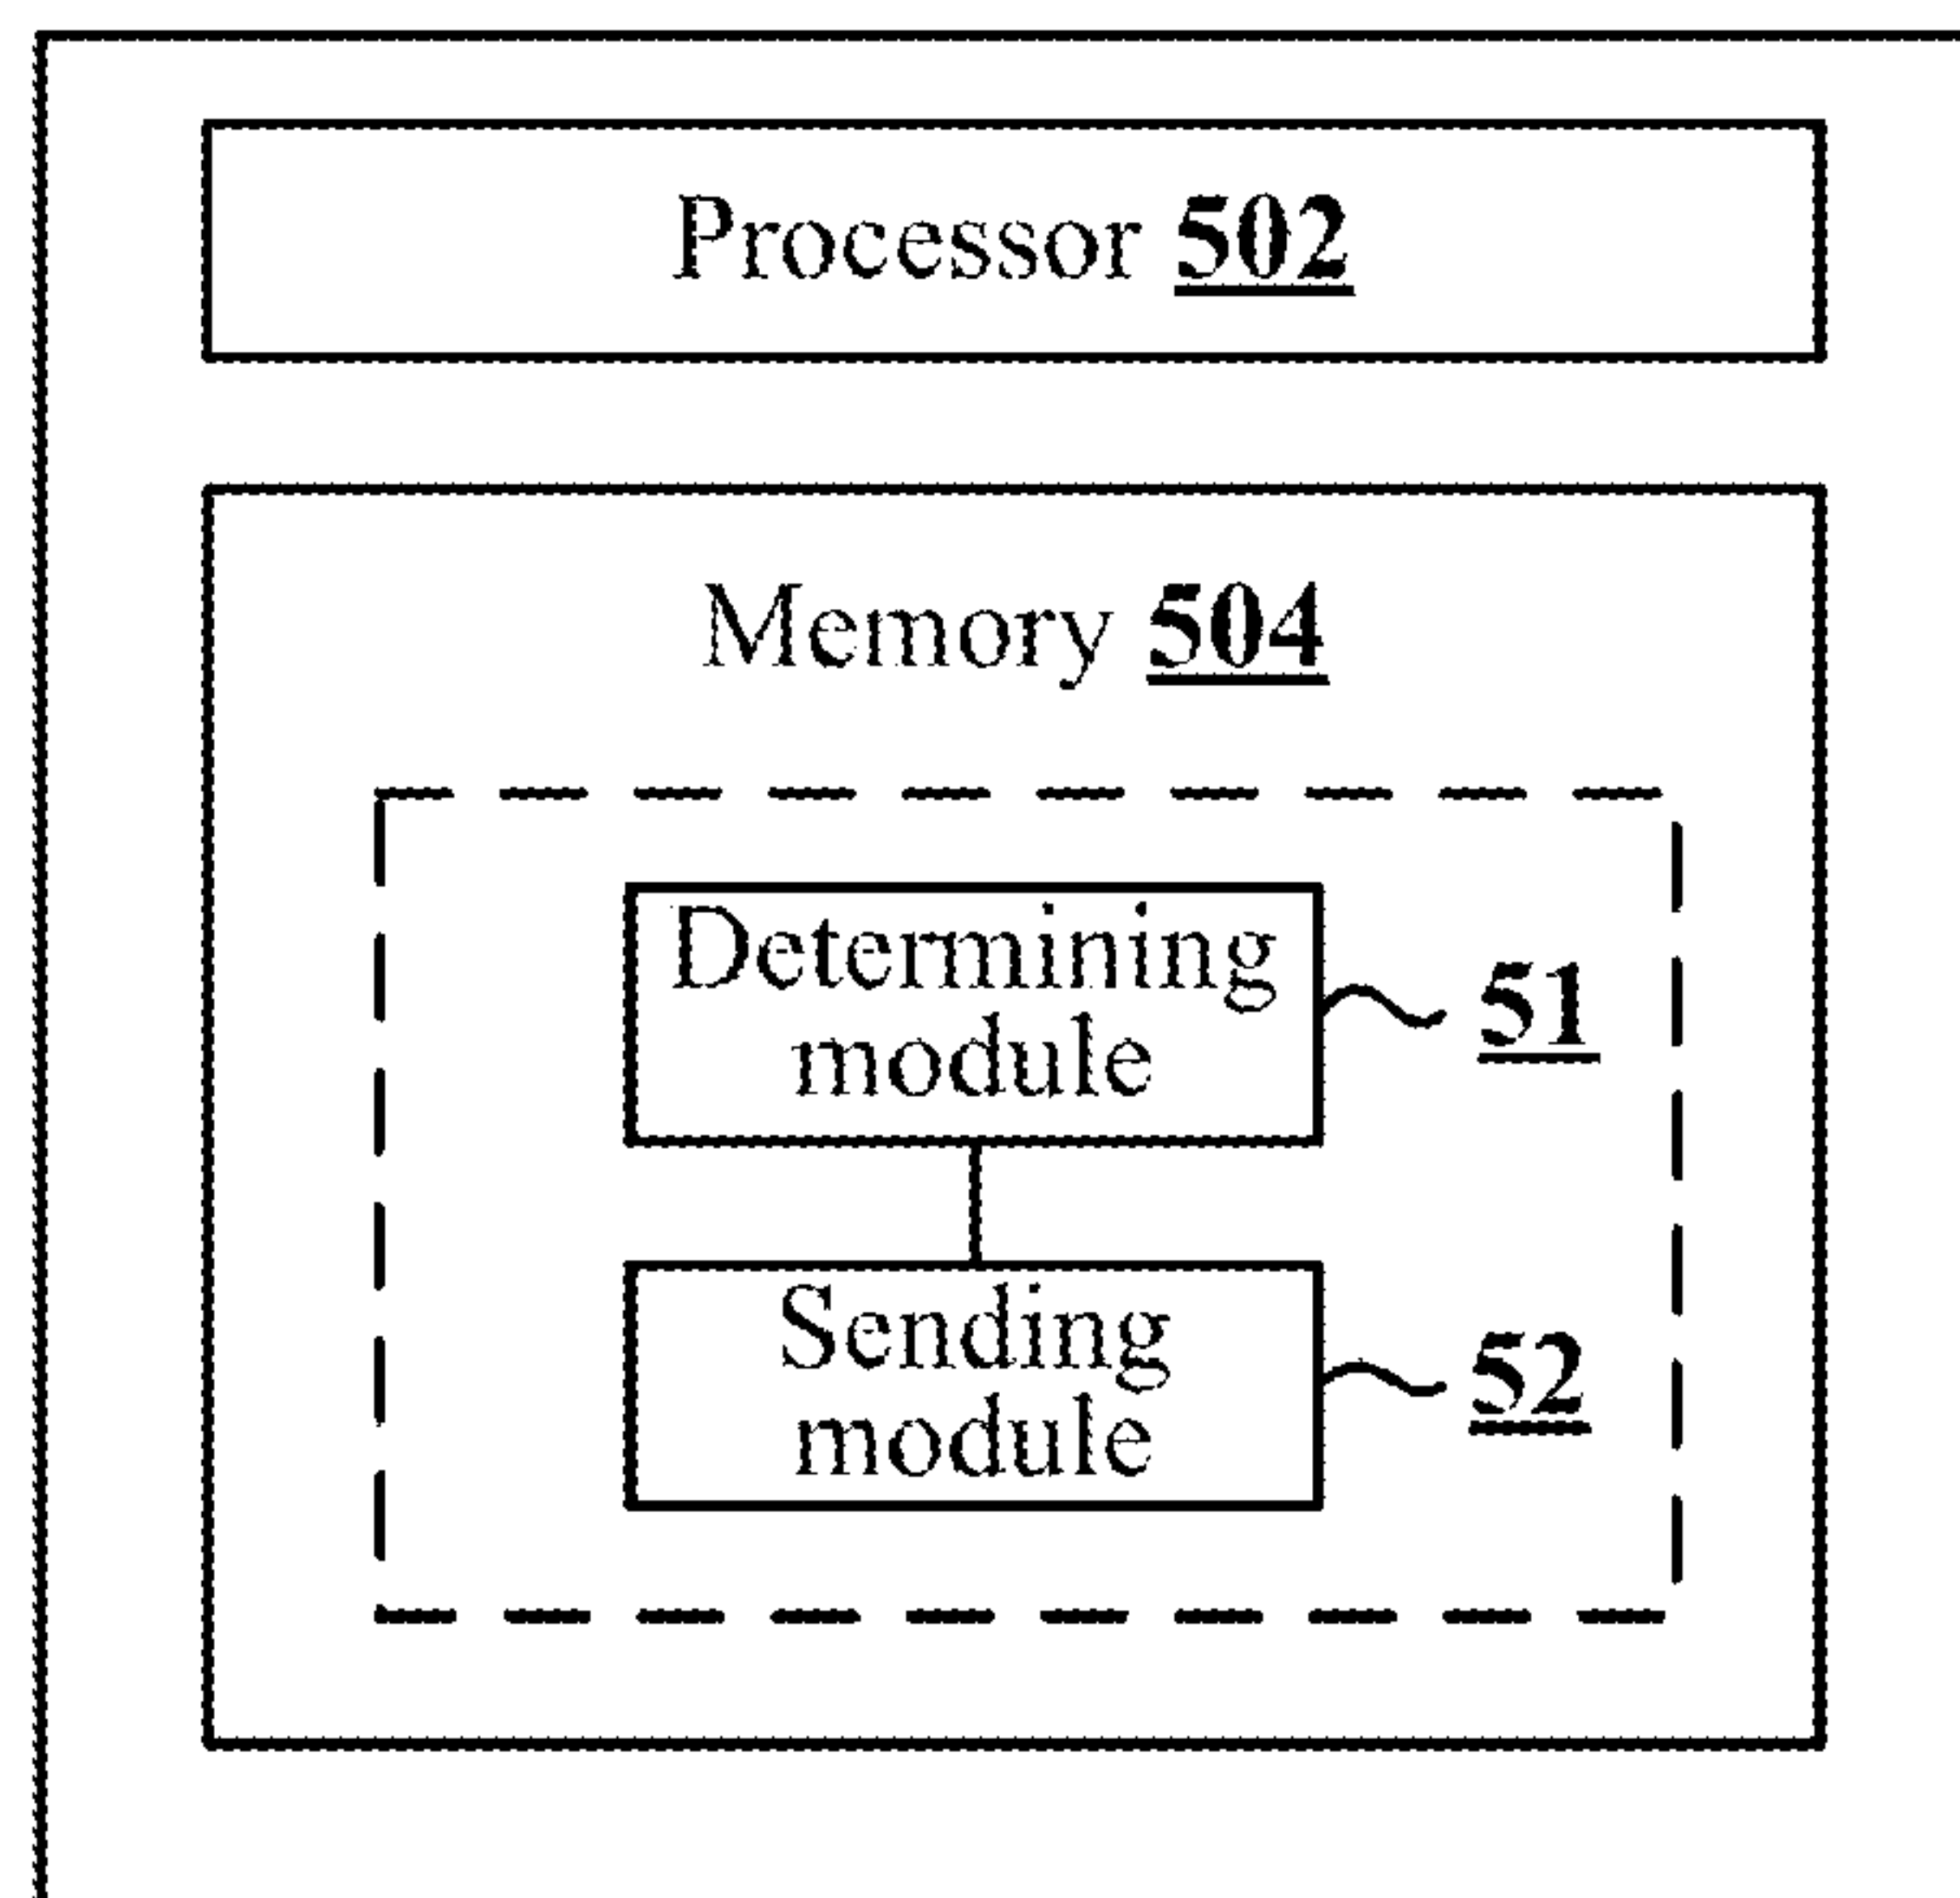 Processor 502
Memory 504
Determining
module
51
Sending
module
52